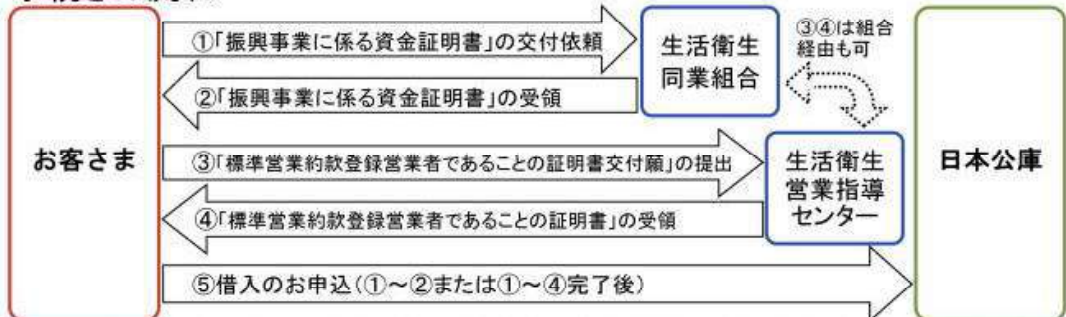 ①「振興事業に係る資金証明書」の交付依頼
生活衛生
同業組合
③④は組合
経由も可
②「振興事業に係る資金証明書」の受領
お客さま
③「標準営業約款登録営業者であることの証明書交付願」の提出
生活衛生
営業指導
センター
日本公庫
④「標準営業約款登録営業者であることの証明書」の受領
⑤借入のお申込(①～②または①～④完了後)